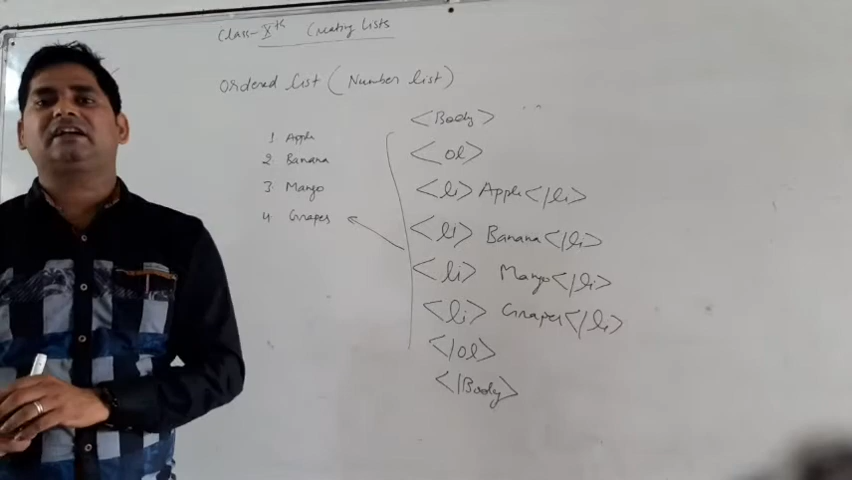 Class-Xth Creating Lists
Ordered List (Number list)
1 Apple
2. Banana
3. Mango
4 Grapes
<Body>
<ol>
<li> Apple</li>
<li> Banana</li>
<li> Mango</li>
<li> Grapes</li>
</ol>
</Body>